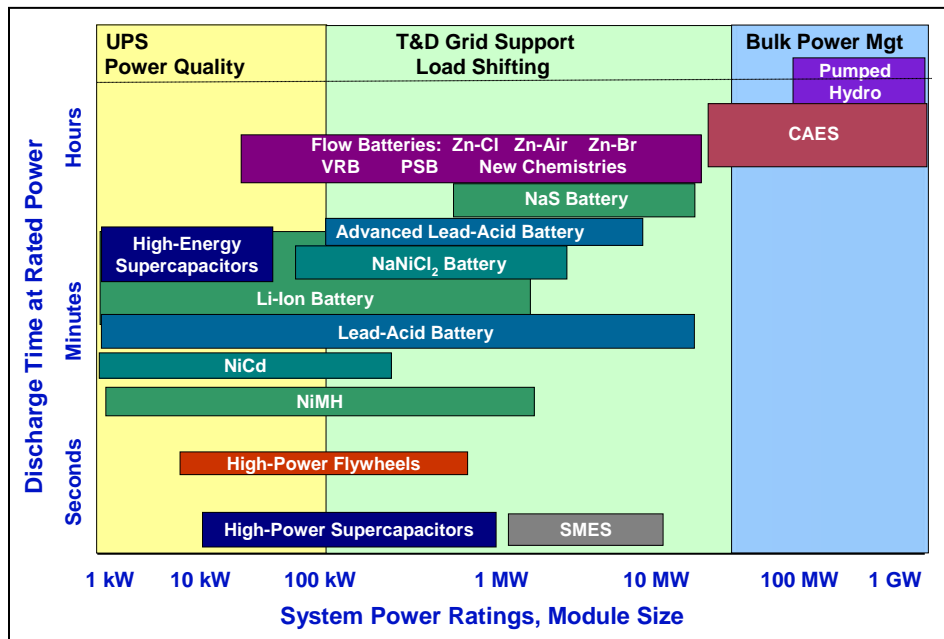 UPS
Power Quality
T&D Grid Support
Load Shifting
Bulk Power Mgt
Pumped
Hydro
CAES
Flow Batteries: Zn-Cl Zn-Air Zn-Br
VRB PSB New Chemistries
NaS Battery
Advanced Lead-Acid Battery
High-Energy
Supercapacitors
NaNiCl₂ Battery
Li-Ion Battery
Lead-Acid Battery
NiCd
NiMH
High-Power Flywheels
High-Power Supercapacitors
SMES
Discharge Time at Rated Power
Hours
Minutes
Seconds
1 kW 10 kW 100 kW 1 MW 10 MW 100 MW 1 GW
System Power Ratings, Module Size